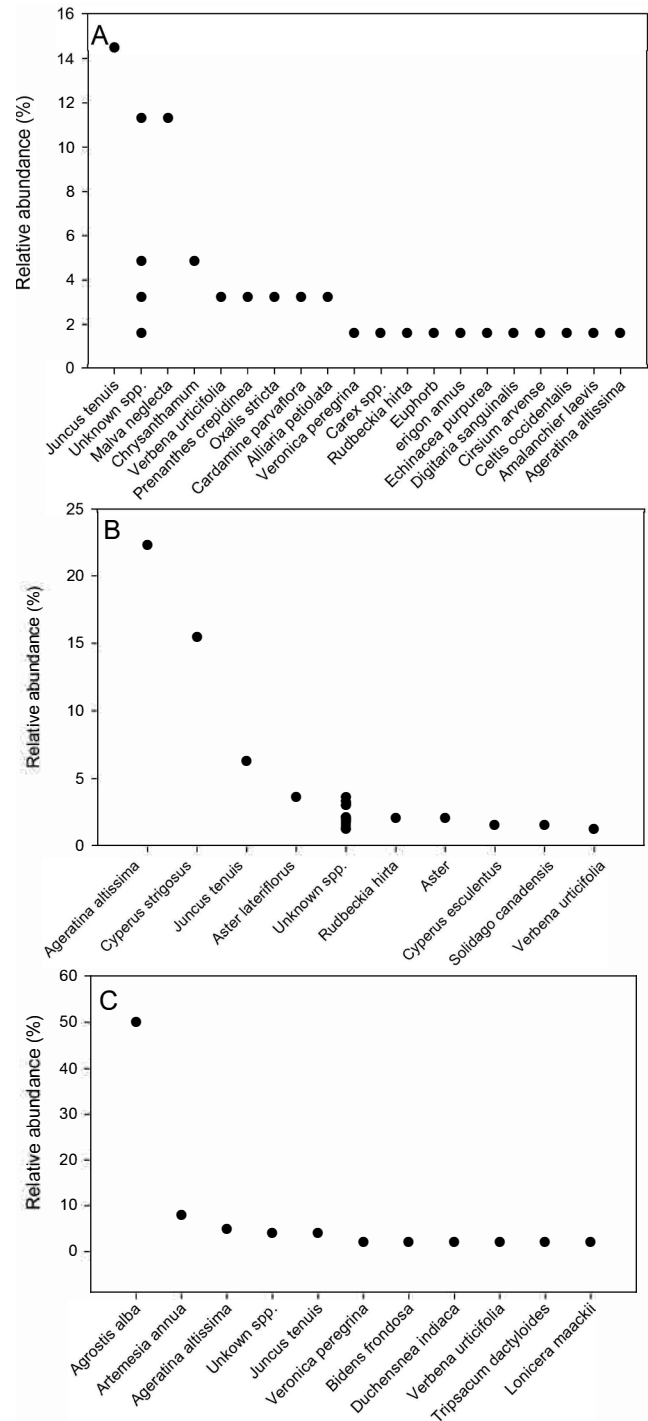 A
Relative abundance (%)
16
14
12
10
8
6
4
2
0
Juncus tenuis
Unknown spp.
Malva neglecta
Chrysanthamum
Verbena urticifolia
Prenanthes crepidinea
Oxalis stricta
Cardamine parvaflora
Alliaria petiolata
Veronica peregrina
Carex spp.
Rudbeckia hirta
Euphorb
erigon annus
Echinacea purpurea
Digitaria sanguinalis
Cirsium arvense
Celtis occidentalis
Amalanchier laevis
Ageratina altissima
B
Relative abundance (%)
25
20
15
10
5
0
Ageratina altissima
Cyperus strigosus
Juncus tenuis
Aster lateriflorus
Unknown spp.
Rudbeckia hirta
Aster
Cyperus esculentus
Solidago canadensis
Verbena urticifolia
C
Relative abundance (%)
60
50
40
30
20
10
0
Agrostis alba
Artemesia annua
Ageratina altissima
Unkown spp.
Juncus tenuis
Veronica peregrina
Bidens frondosa
Duchensnea indiaca
Verbena urticifolia
Tripsacum dactyloides
Lonicera maackii